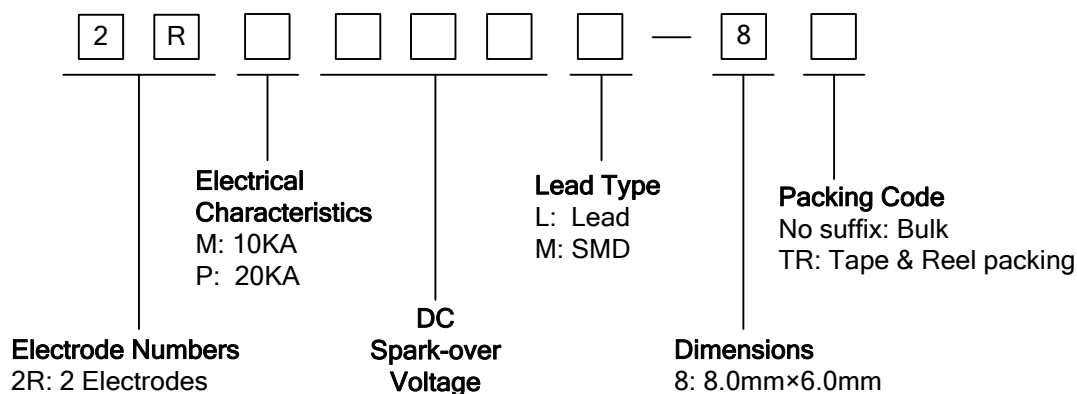 2 R — 8
Electrical
Characteristics
M: 10KA
P: 20KA
Lead Type
L: Lead
M: SMD
Packing Code
No suffix: Bulk
TR: Tape & Reel packing
Electrode Numbers
2R: 2 Electrodes
DC
Spark-over
Voltage
Dimensions
8: 8.0mm×6.0mm